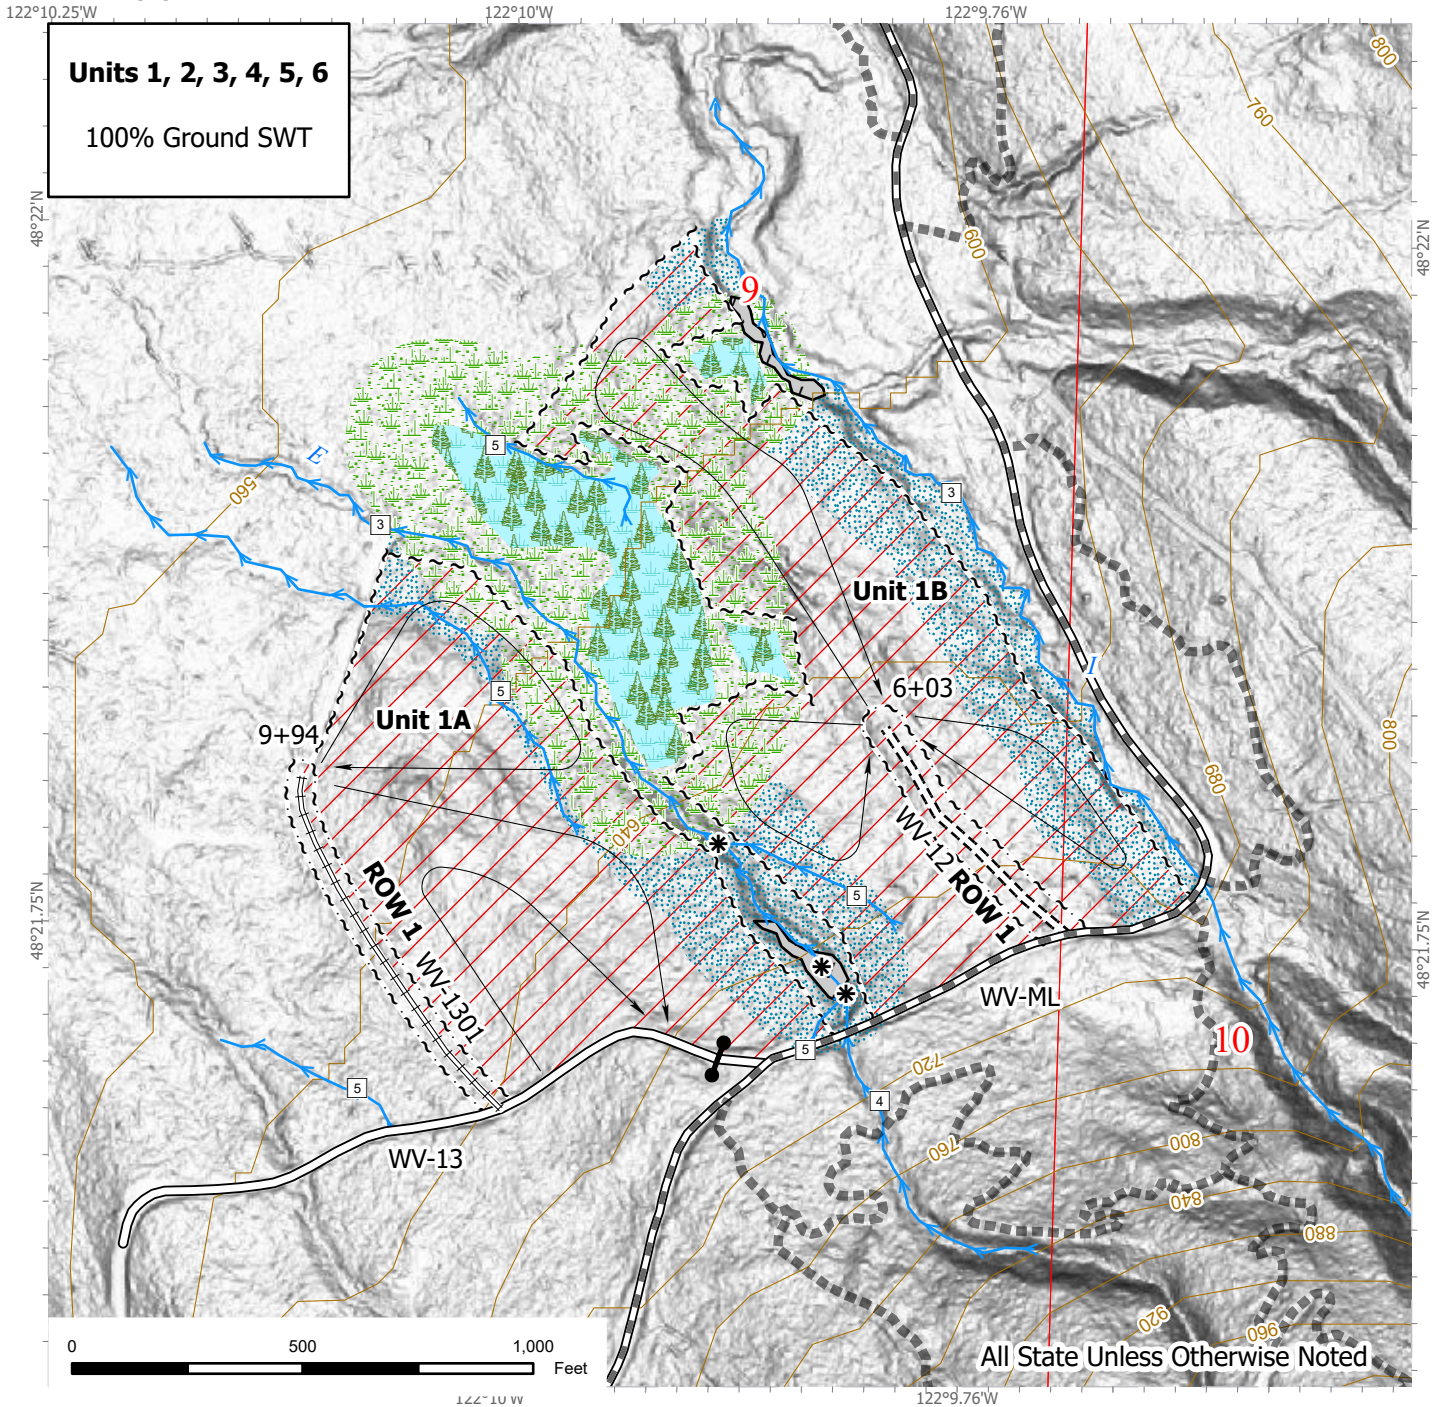 122°10.25'W
122°10'W
122°9.76'W
Units 1, 2, 3, 4, 5, 6
100% Ground SWT
800
760
48°22'N
48°22'N
600
9
5
E
560
3
3
Unit 1B
I
5
6+03
Unit 1A
9+94
800
680
640
WV-12 ROW 1
5
ROW 1 WV-1301
48°21.75'N
48°21.75'N
WV-ML
10
5
720
5
4
WV-13
760
800
840
880
920
960
0 500 1,000
Feet
All State Unless Otherwise Noted
122°10'W
122°9.76'W